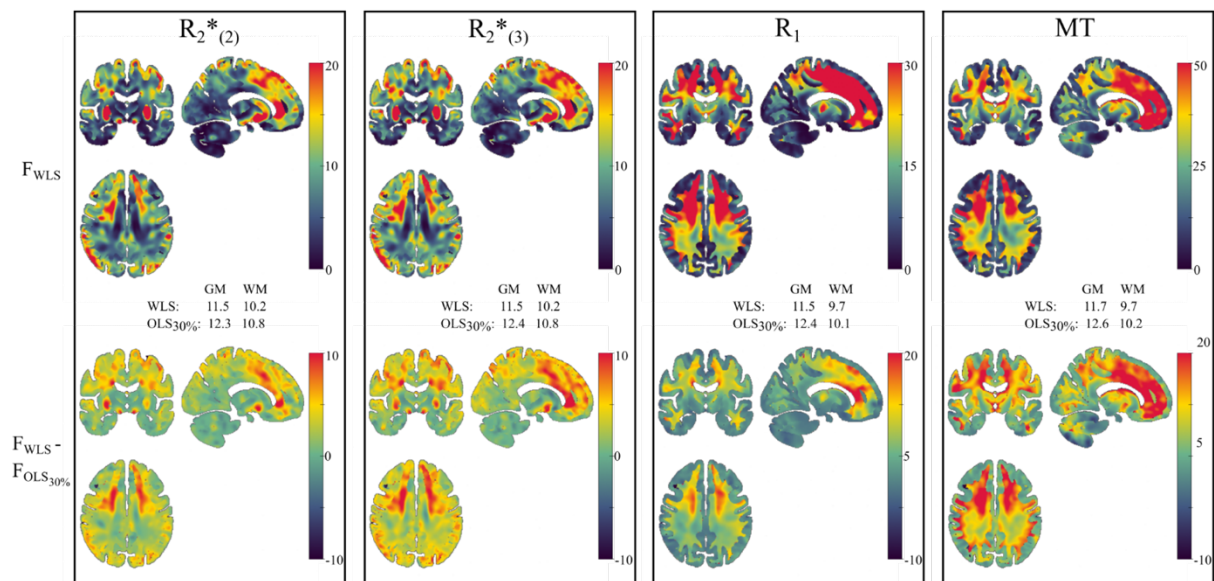 R2*(2)
R2*(3)
R1
MT
FWLS
20
10
0
20
10
0
30
15
0
50
25
0
GM WM
WLS: 11.5 10.2
OLS30%: 12.3 10.8
GM WM
WLS: 11.5 10.2
OLS30%: 12.4 10.8
GM WM
WLS: 11.5 9.7
OLS30%: 12.4 10.1
GM WM
WLS: 11.7 9.7
OLS30%: 12.6 10.2
FWLS -
FOLS30%
10
0
-10
10
0
-10
20
5
-10
20
5
-10